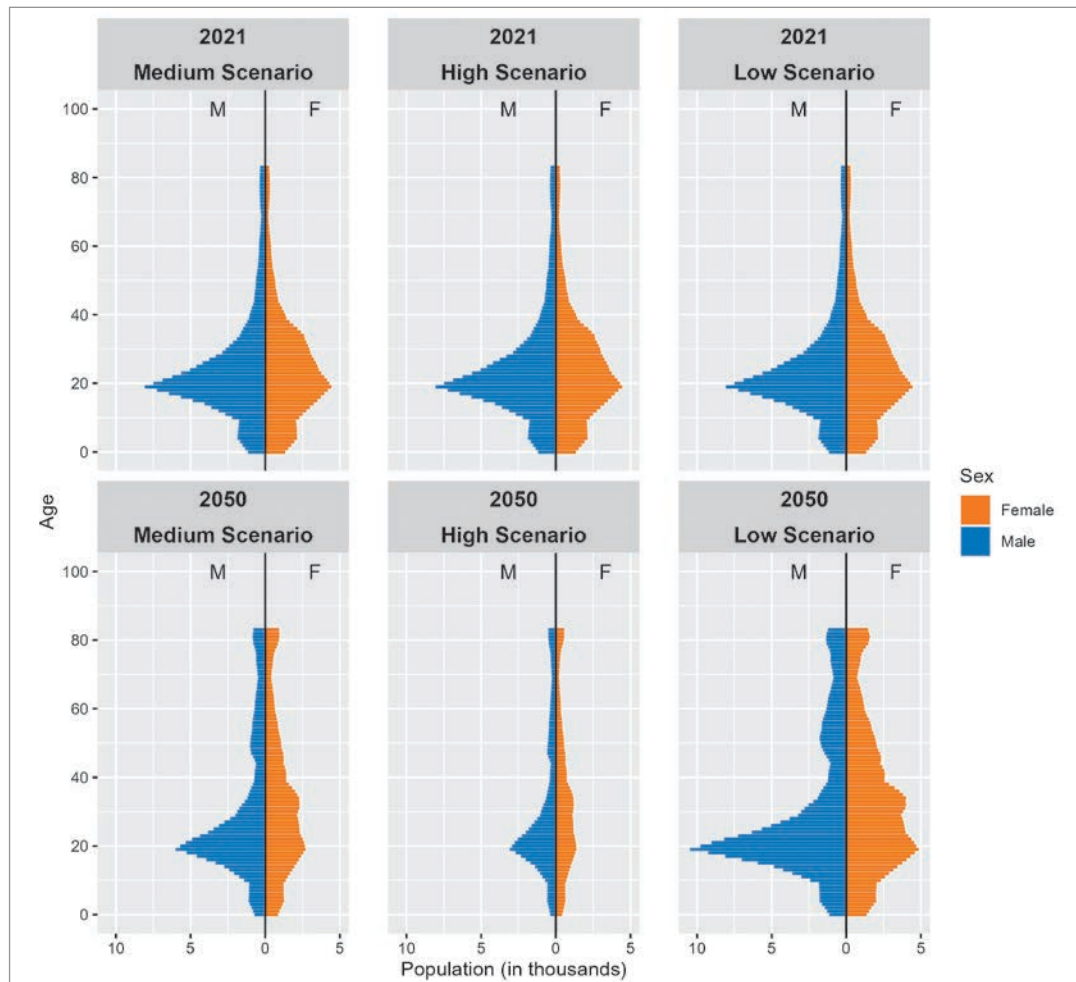 2021
Medium Scenario
2021
High Scenario
2021
Low Scenario
M F
M F
M F
100
80
60
40
20
0
2050
Medium Scenario
2050
High Scenario
2050
Low Scenario
M F
M F
M F
100
80
60
40
20
0
10 5 0 5
10 5 0 5
10 5 0 5
Age
Population (in thousands)
Sex
Female
Male